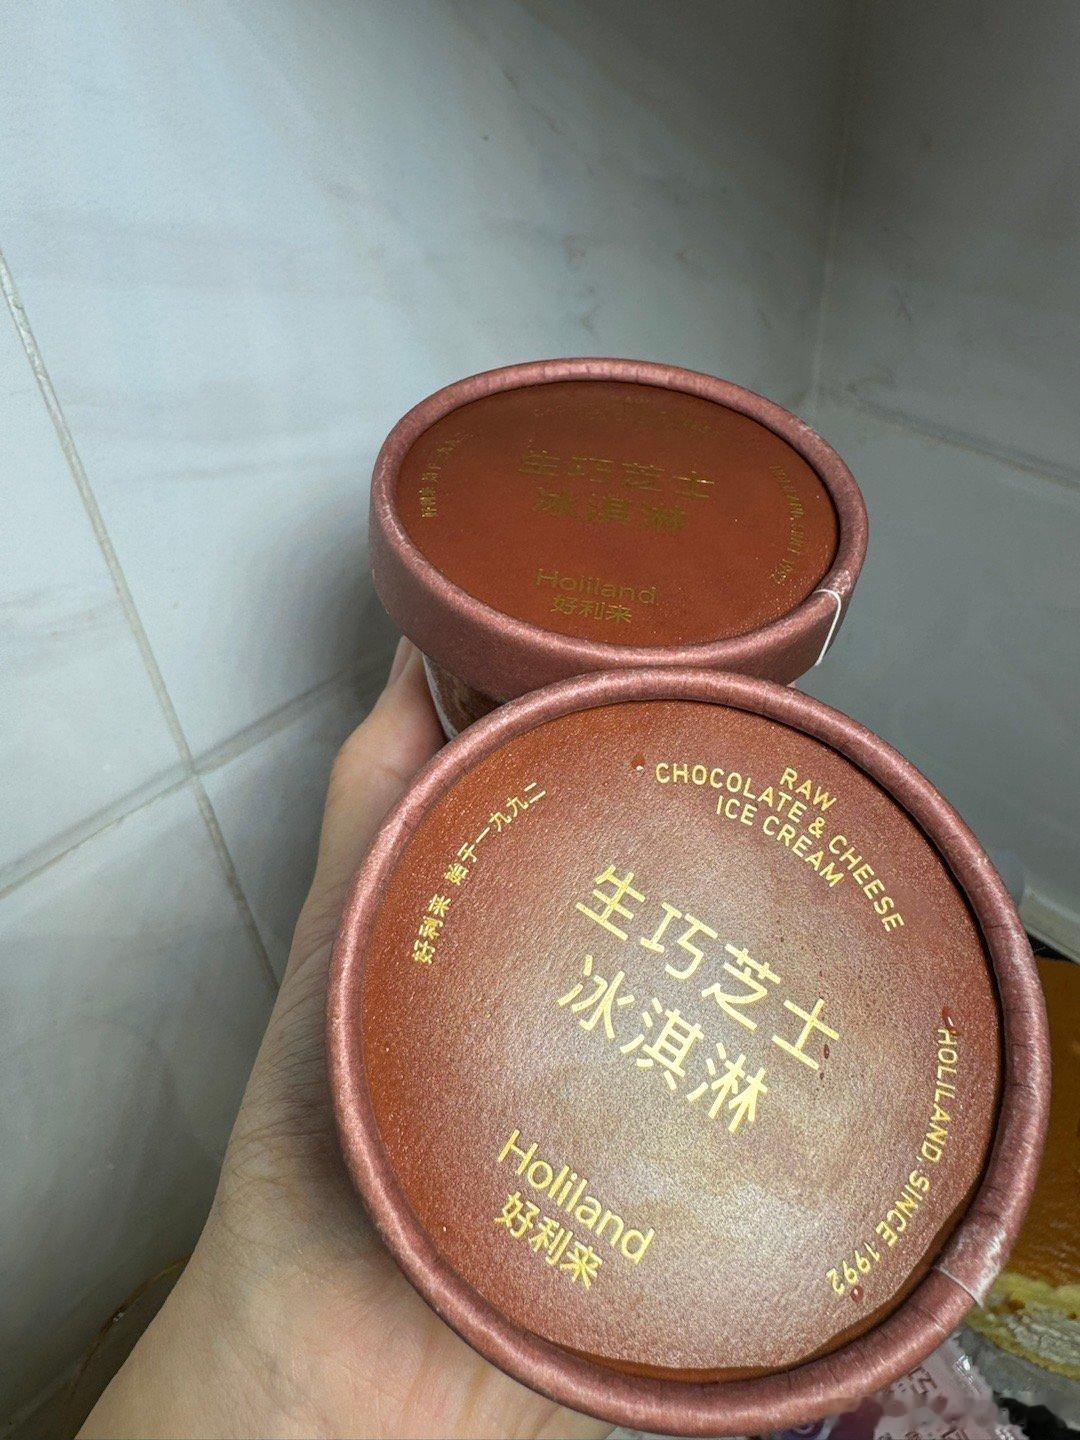 生巧芝士
冰淇淋
Holiland
好利来
RAW
CHOCOLATE & CHEESE
ICE CREAM
好利来 始于一九九二
生巧芝士
冰淇淋
HOLILAND, SINCE 1992
Holiland
好利来